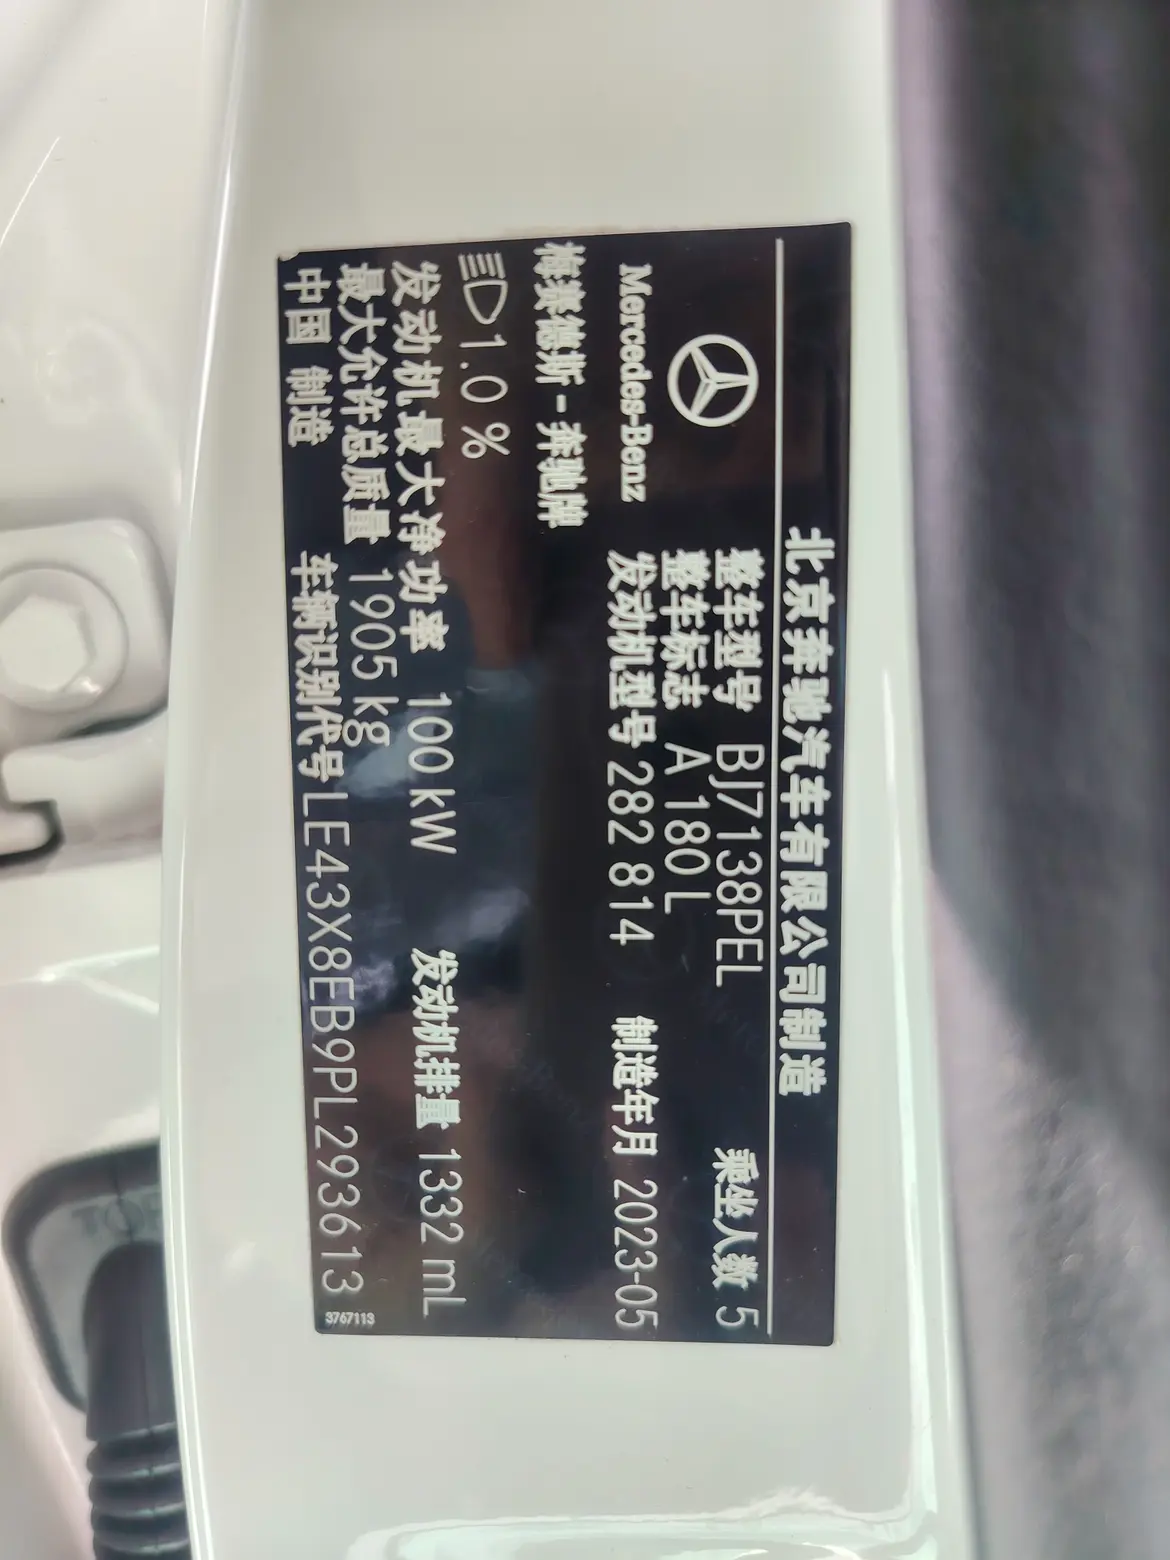 北京奔驰汽车有限公司制造
Mercedes-Benz
整车型号 BJ7138PEL 乘坐人数 5
整车标志 A 180 L
发动机型号 282 814 制造年月 2023-05
梅赛德斯-奔驰牌
1.0 %
发动机最大净功率 100 kW 发动机排量 1332 mL
最大允许总质量 1905 kg
中国 制造 车辆识别代号 LE43X8EB9PL293613
3767113